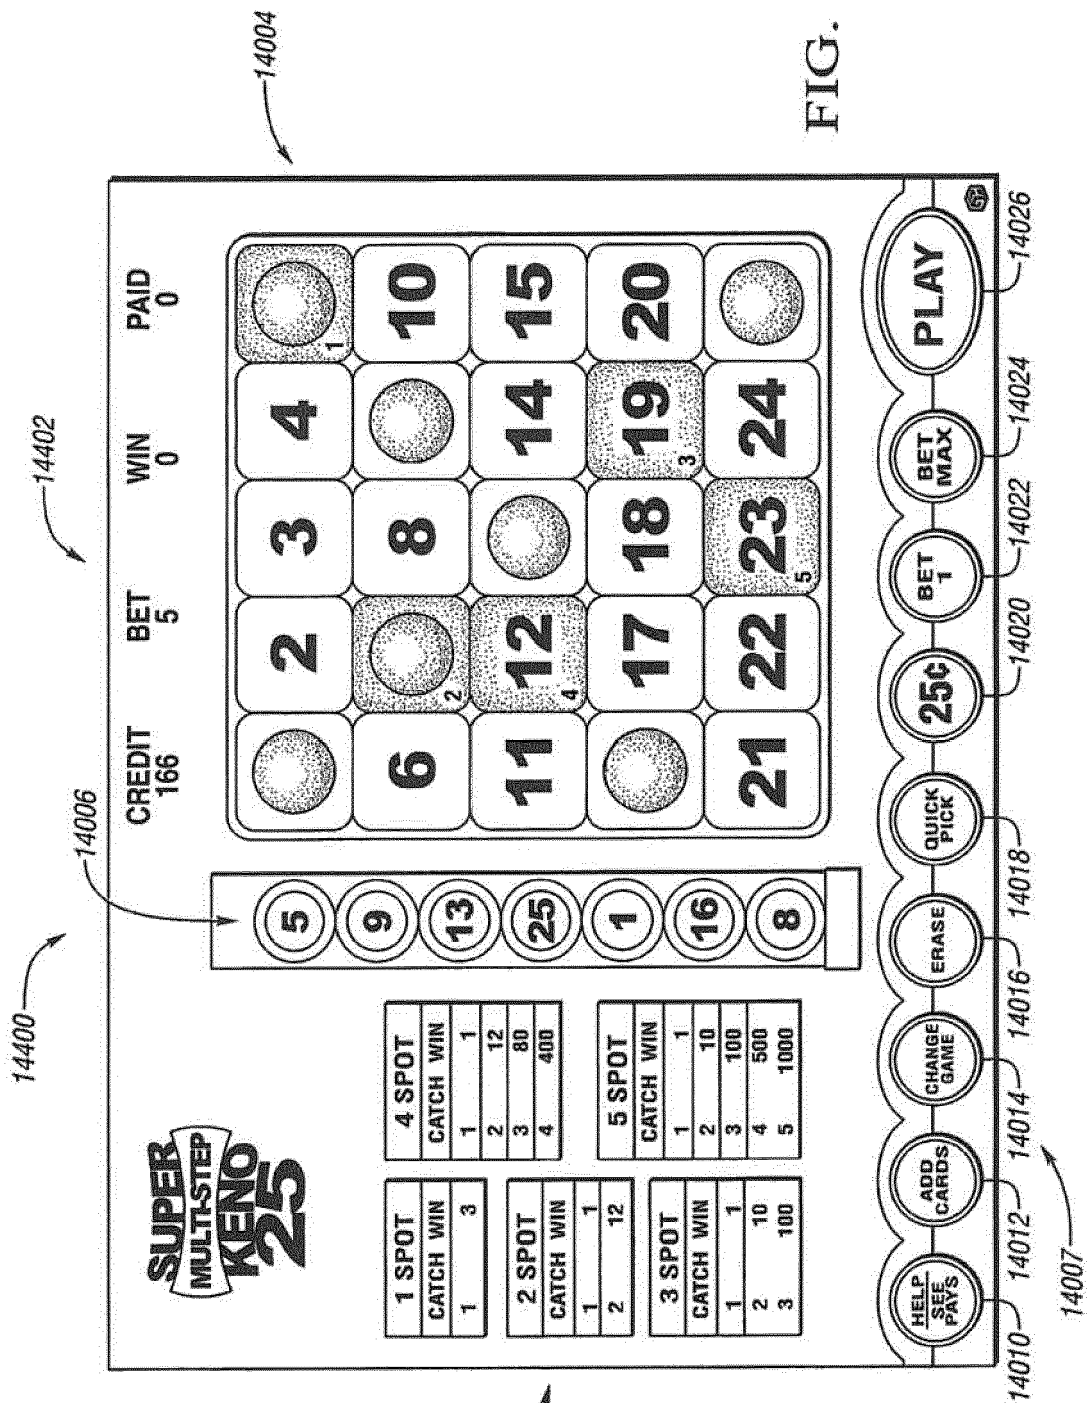 14400
14402
14004
14006
CREDIT BET WIN PAID
166 5 0 0
SUPER
MULTI-STEP
KENO
25
1 SPOT
CATCH WIN
1 3
2 SPOT
CATCH WIN
1 1
2 12
3 SPOT
CATCH WIN
1 1
2 10
3 100
4 SPOT
CATCH WIN
1 1
2 12
3 80
4 400
5 SPOT
CATCH WIN
1 1
2 10
3 100
4 500
5 1000
5
9
13
25
1
16
8
2 3 4 1
6 2 8 10
11 12 4 14 15
17 18 19 3 20
21 22 23 5 24
HELP
SEE
PAYS
ADD
CARDS
CHANGE
GAME
ERASE
QUICK
PICK
25¢
BET
1
BET
MAX
PLAY
14010 14012 14014 14016 14018 14020 14022 14024 14026
14007
FIG.